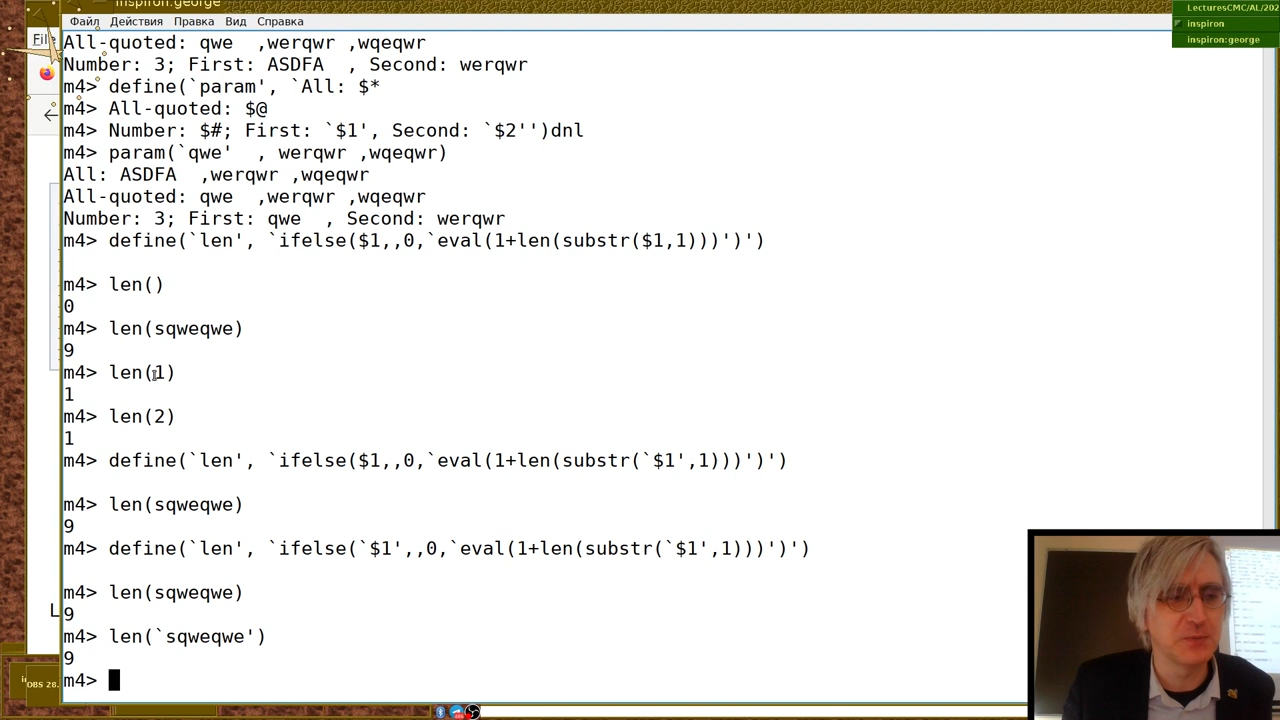 inspiron:george
LecturesCMC/AL/202
inspiron
inspiron:george
Файл Действия Правка Вид Справка
All-quoted: qwe  ,werqwr ,wqeqwr
Number: 3; First: ASDFA  , Second: werqwr
m4> define(`param', `All: $*
m4> All-quoted: $@
m4> Number: $#; First: `$1', Second: `$2'')dnl
m4> param(`qwe'  , werqwr ,wqeqwr)
All: ASDFA  ,werqwr ,wqeqwr
All-quoted: qwe  ,werqwr ,wqeqwr
Number: 3; First: qwe  , Second: werqwr
m4> define(`len', `ifelse($1,,0,`eval(1+len(substr($1,1)))')')
m4> len()
0
m4> len(sqweqwe)
9
m4> len(1)
1
m4> len(2)
1
m4> define(`len', `ifelse($1,,0,`eval(1+len(substr(`$1',1)))')')
m4> len(sqweqwe)
9
m4> define(`len', `ifelse(`$1',,0,`eval(1+len(substr(`$1',1)))')')
m4> len(sqweqwe)
9
m4> len(`sqweqwe')
9
m4>
OBS 28.